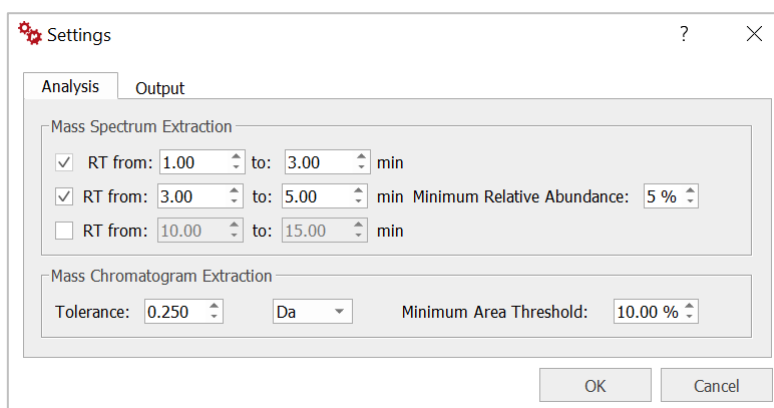 Settings ?
Analysis Output
Mass Spectrum Extraction
RT from: 1.00 to: 3.00 min
RT from: 3.00 to: 5.00 min Minimum Relative Abundance: 5 %
RT from: 10.00 to: 15.00 min
Mass Chromatogram Extraction
Tolerance: 0.250 Da Minimum Area Threshold: 10.00 %
OK Cancel